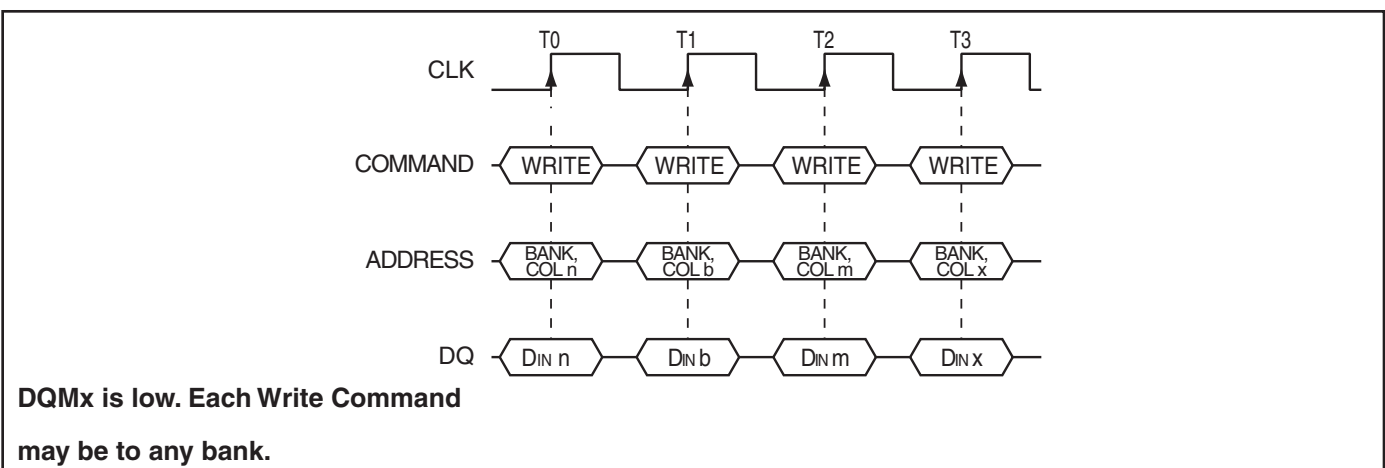 T0 T1 T2 T3
CLK
COMMAND WRITE WRITE WRITE WRITE
ADDRESS BANK, COL n BANK, COL b BANK, COL m BANK, COL x
DQ DIN n DIN b DIN m DIN x
DQMx is low. Each Write Command
may be to any bank.